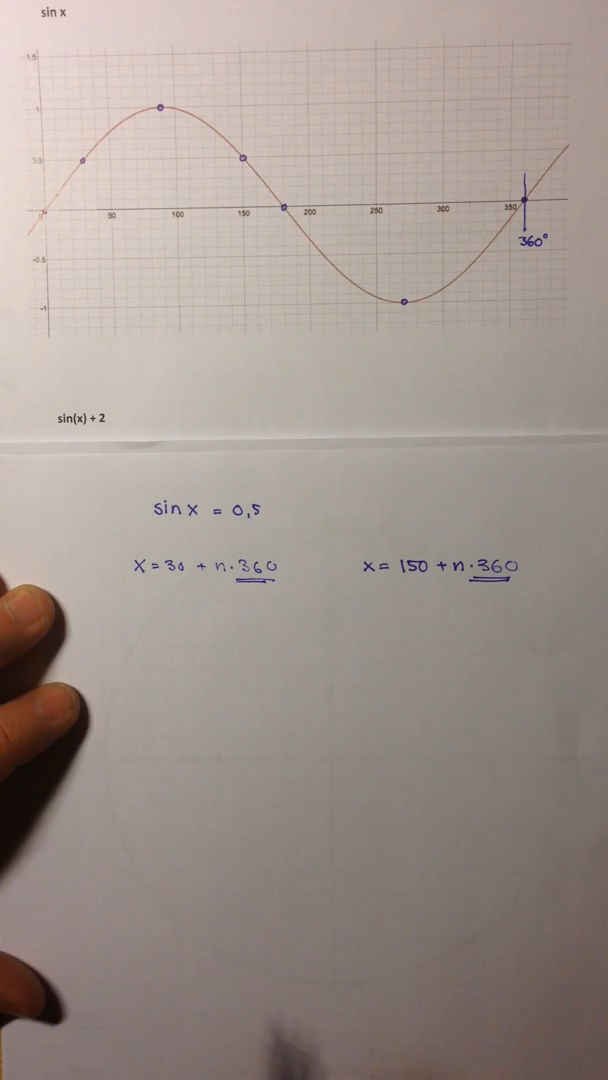 sin x
1.5
1
0.5
0 50 100 150 200 250 300 350
360°
-0.5
-1
sin(x) + 2
sin x = 0,5
x = 30 + n · 360 x = 150 + n · 360